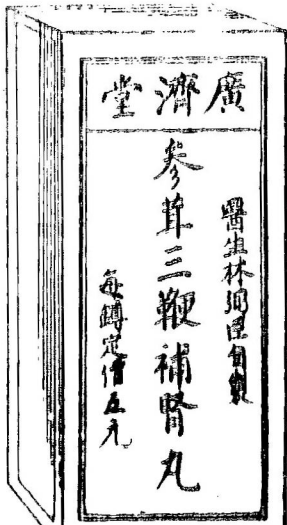 廣濟堂
醫生林炯臣自製
參茸三鞭補腎丸
每罇定價五元